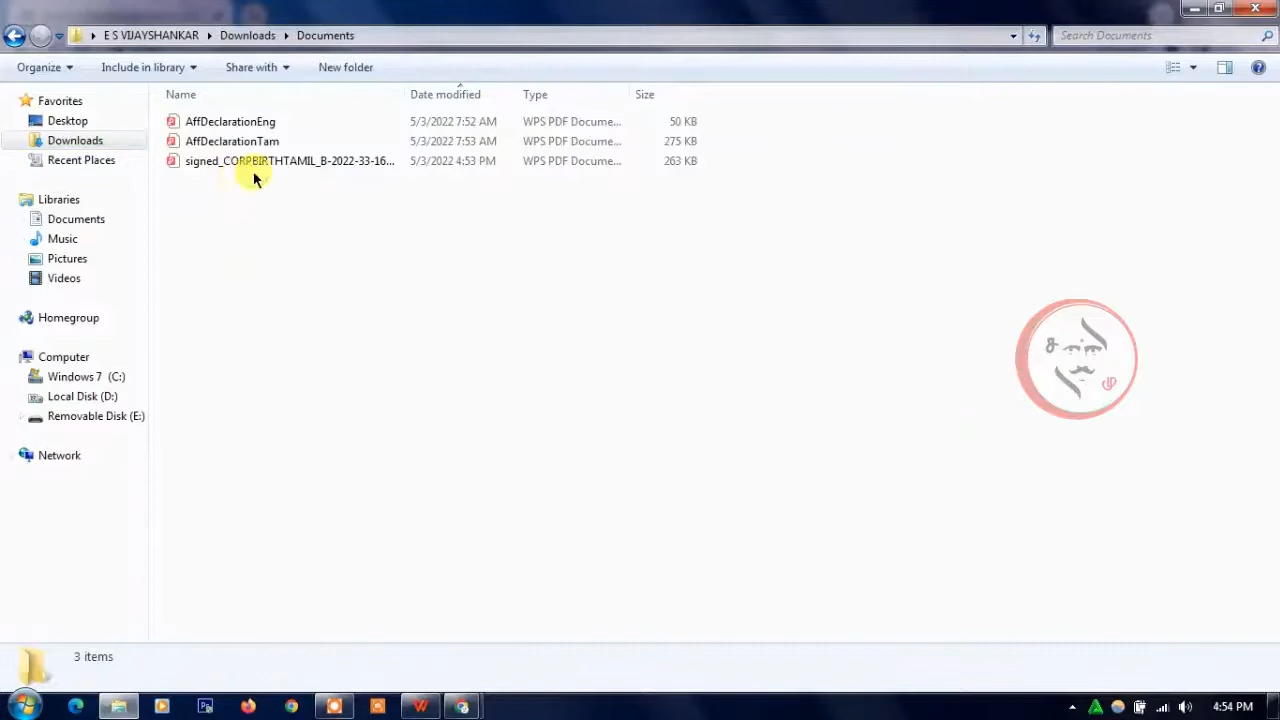 E S VIJAYSHANKAR Downloads Documents
Search Documents
Organize Include in library Share with New folder
Name Date modified Type Size
Favorites
Desktop
Downloads
Recent Places
Libraries
Documents
Music
Pictures
Videos
Homegroup
Computer
Windows 7 (C:)
Local Disk (D:)
Removable Disk (E:)
Network
AffDeclarationEng 5/3/2022 7:52 AM WPS PDF Docume... 50 KB
AffDeclarationTam 5/3/2022 7:53 AM WPS PDF Docume... 275 KB
signed_CORPBIRTHTAMIL_B-2022-33-16... 5/3/2022 4:53 PM WPS PDF Docume... 263 KB
3 items
4:54 PM